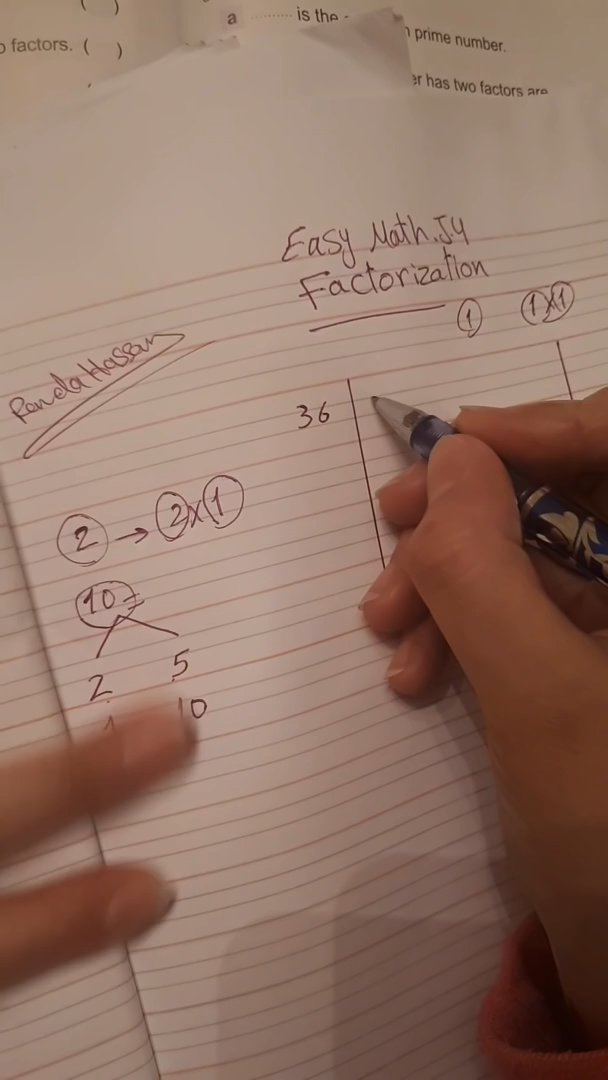 ( )
a ........... is the
prime number.
factors. ( )
has two factors are
Easy Math.J4
Factorization
1 1x1
Randa Hassan
36
2 → 2x1
10 =
2 5
10